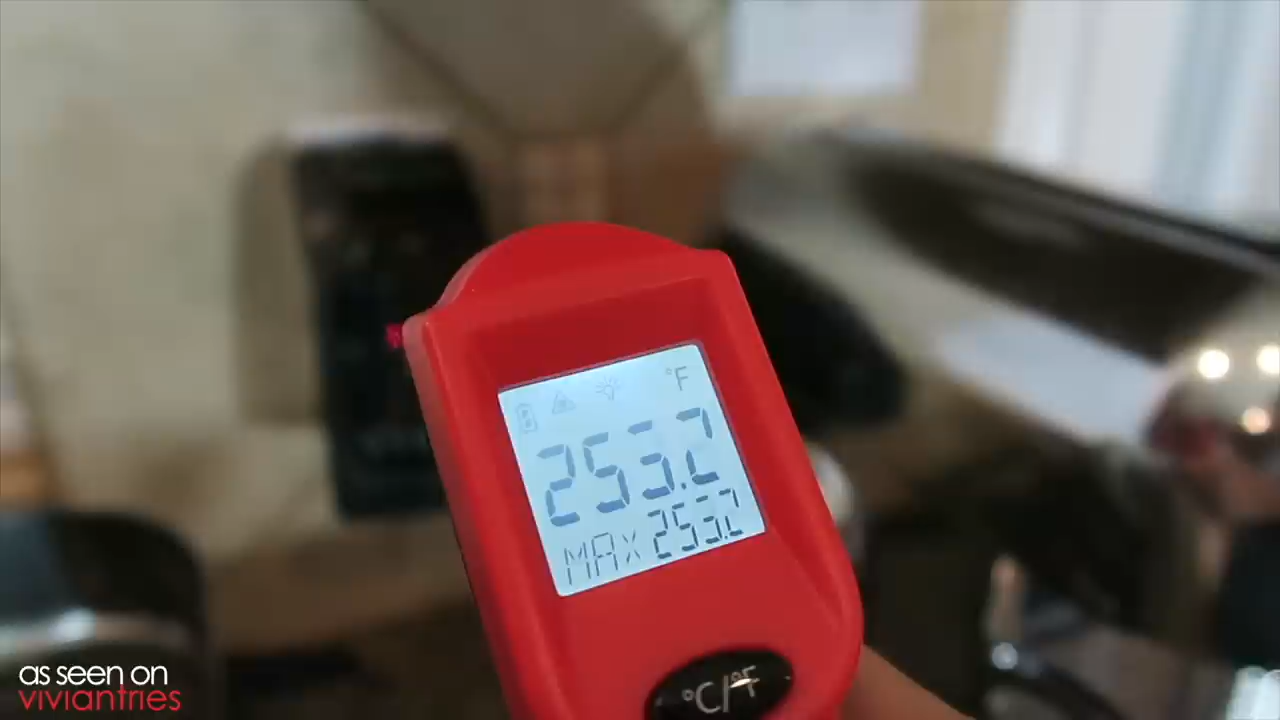 °F
253.2
MAX 253.2
°C/°F
as seen on
viviantries